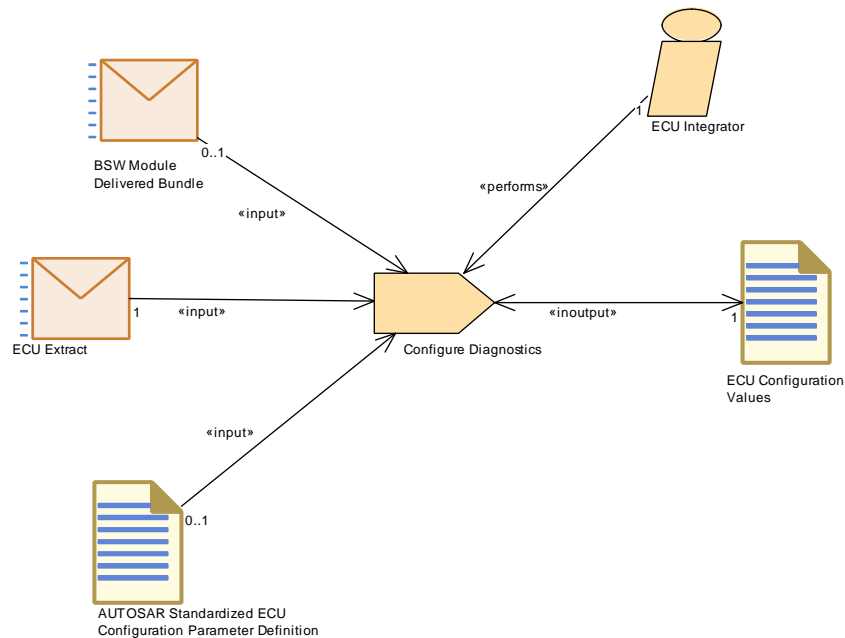 1
ECU Integrator
0..1
BSW Module
Delivered Bundle
«performs»
«input»
1
«input»
«inoutput»
1
ECU Extract
Configure Diagnostics
ECU Configuration
Values
«input»
0..1
AUTOSAR Standardized ECU
Configuration Parameter Definition